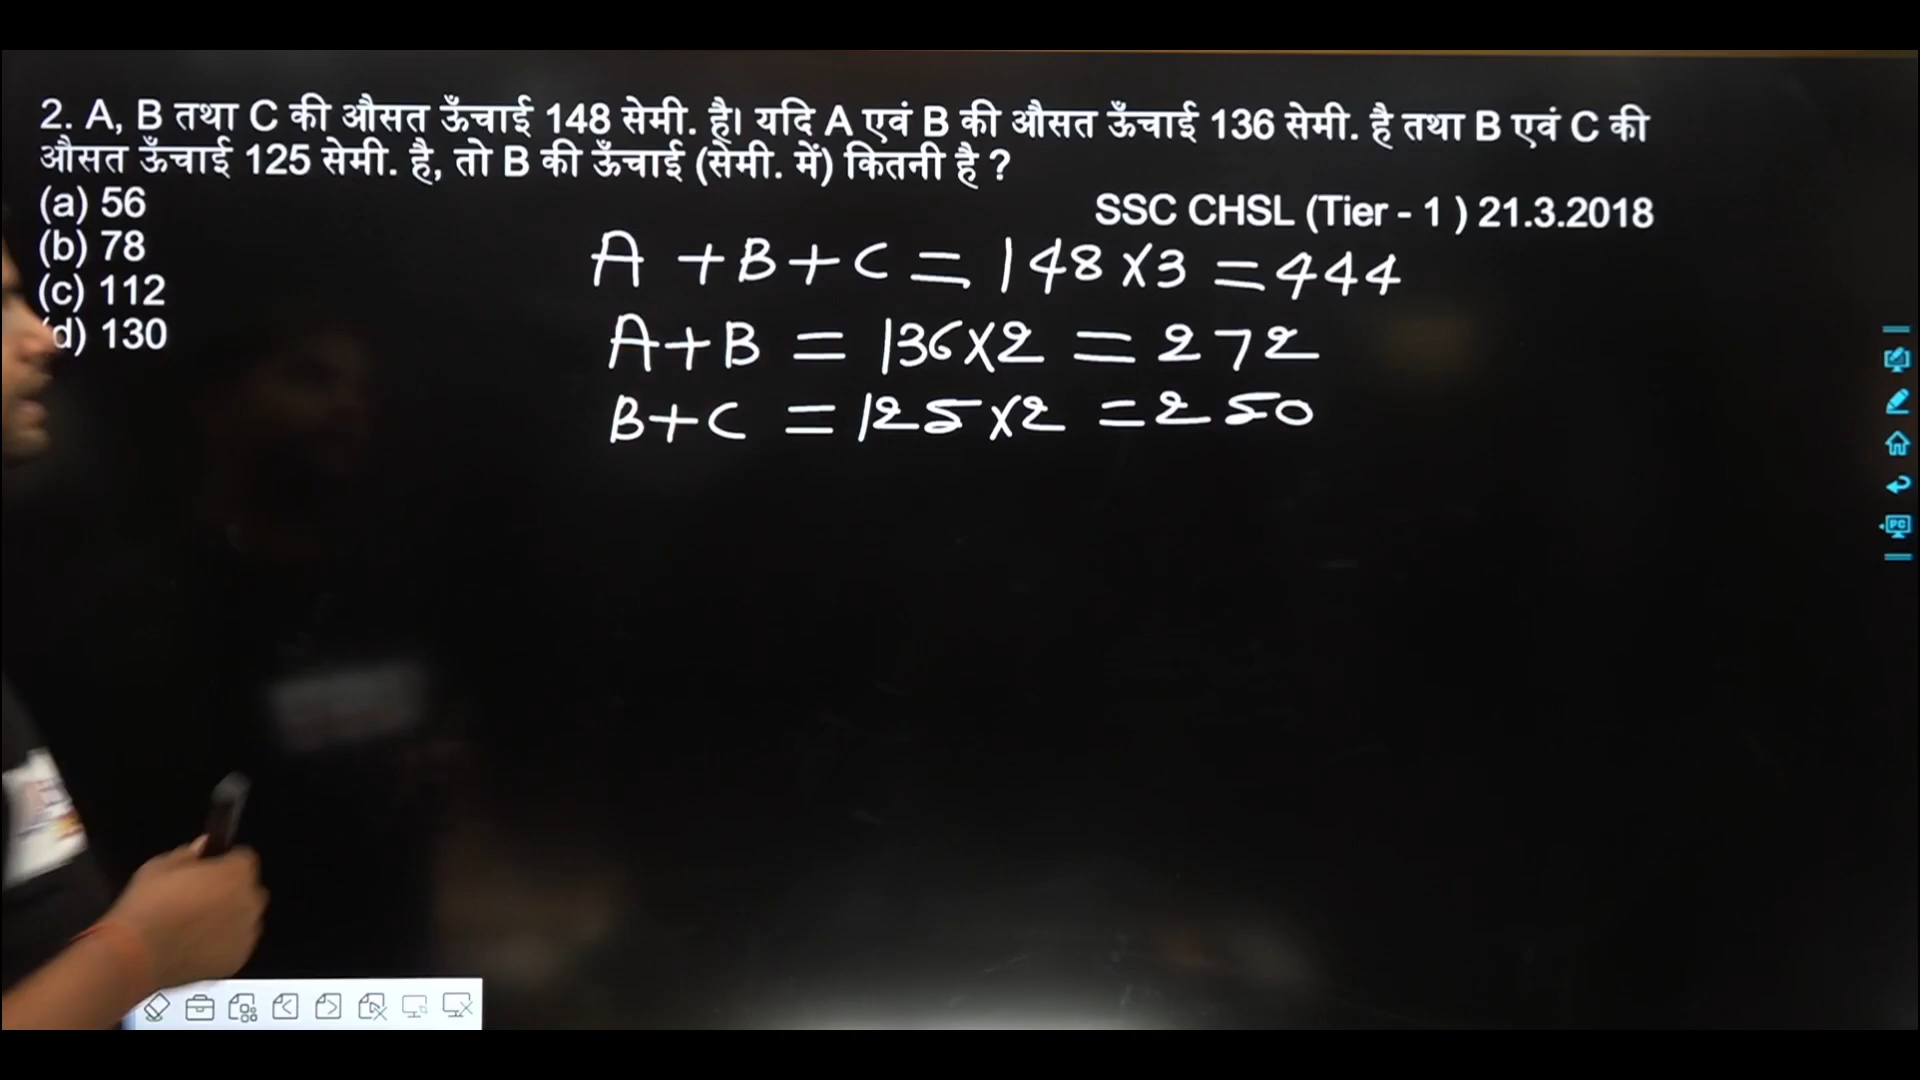 2. A, B तथा C की औसत ऊँचाई 148 सेमी. है। यदि A एवं B की औसत ऊँचाई 136 सेमी. है तथा B एवं C की
औसत ऊँचाई 125 सेमी. है, तो B की ऊँचाई (सेमी. में) कितनी है ?
(a) 56
SSC CHSL (Tier - 1 ) 21.3.2018
(b) 78
A + B + C = 148 × 3 = 444
(c) 112
(d) 130
A + B = 136 × 2 = 272
B + C = 125 × 2 = 250
PC